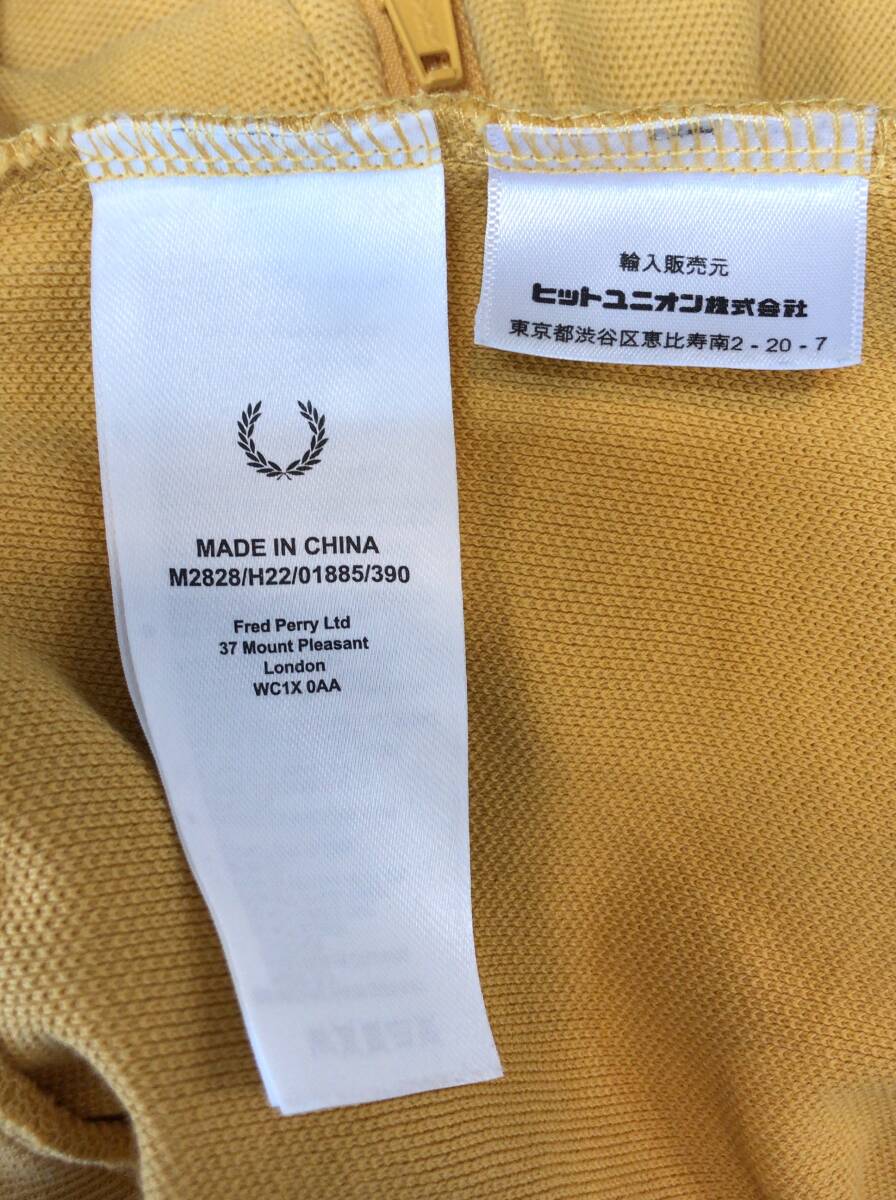 MADE IN CHINA
M2828/H22/01885/390
Fred Perry Ltd
37 Mount Pleasant
London
WC1X 0AA
輸入販売元
ヒットユニオン株式会社
東京都渋谷区恵比寿南2-20-7